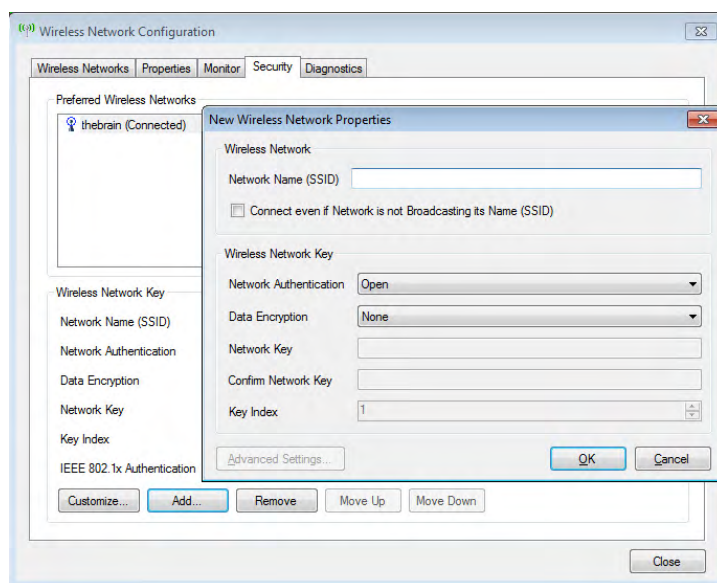 Wireless Network Configuration
Wireless Networks Properties Monitor Security Diagnostics
Preferred Wireless Networks
thebrain (Connected)
New Wireless Network Properties
Wireless Network
Network Name (SSID)
Connect even if Network is not Broadcasting its Name (SSID)
Wireless Network Key
Network Authentication Open
Data Encryption None
Network Key
Confirm Network Key
Key Index 1
Advanced Settings... OK Cancel
Wireless Network Key
Network Name (SSID)
Network Authentication
Data Encryption
Network Key
Key Index
IEEE 802.1x Authentication
Customize... Add... Remove Move Up Move Down
Close